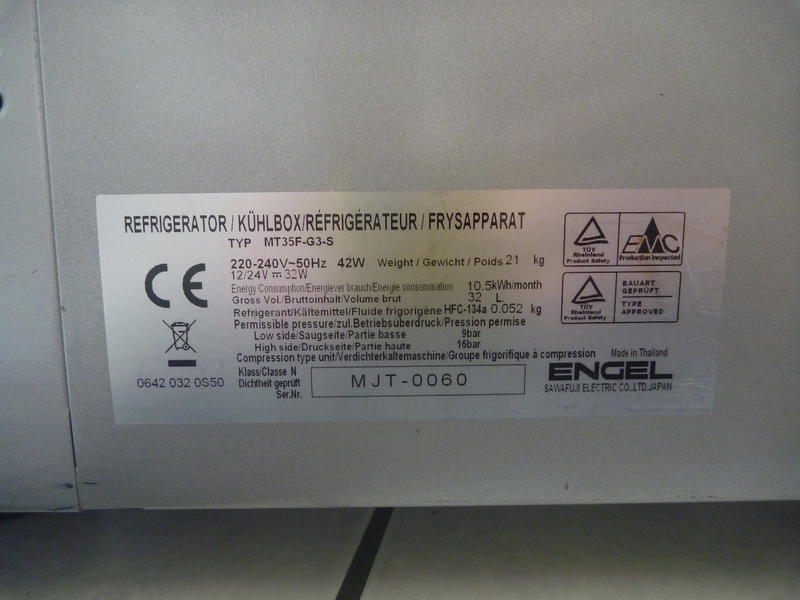 REFRIGERATOR / KÜHLBOX/RÉFRIGÉRATEUR / FRYSAPPARAT
TYP MT35F-G3-S
220-240V~50Hz 42W Weight / Gewicht / Poids 21 kg
12/24V ⎓ 32W
Energy Consumption/Energiever brauch/Energie consommation 10.5kWh/month
Gross Vol./Bruttoinhalt/Volume brut 32 L.
Refrigerant/Kältemittel/Fluide frigorigène HFC-134a 0.052 kg
Permissible pressure/zul.Betriebsüberdruck/Pression permise
Low side/Saugseite/Partie basse 9bar
High side/Druckseite/Partie haute 16bar
Compression type unit/Verdichterkaltemaschine/Groupe frigorifique à compression
Klass/Classe N
Dichtheit geprüft
Ser.Nr. MJT-0060
CE
0642 032 0S50
TÜV
Rheinland
Product Safety
EMC
Production inspected
TÜV
Rheinland
Product Safety
BAUART
GEPRÜFT
TYPE
APPROVED
Made in Thailand
ENGEL
SAWAFUJI ELECTRIC CO.,LTD.JAPAN